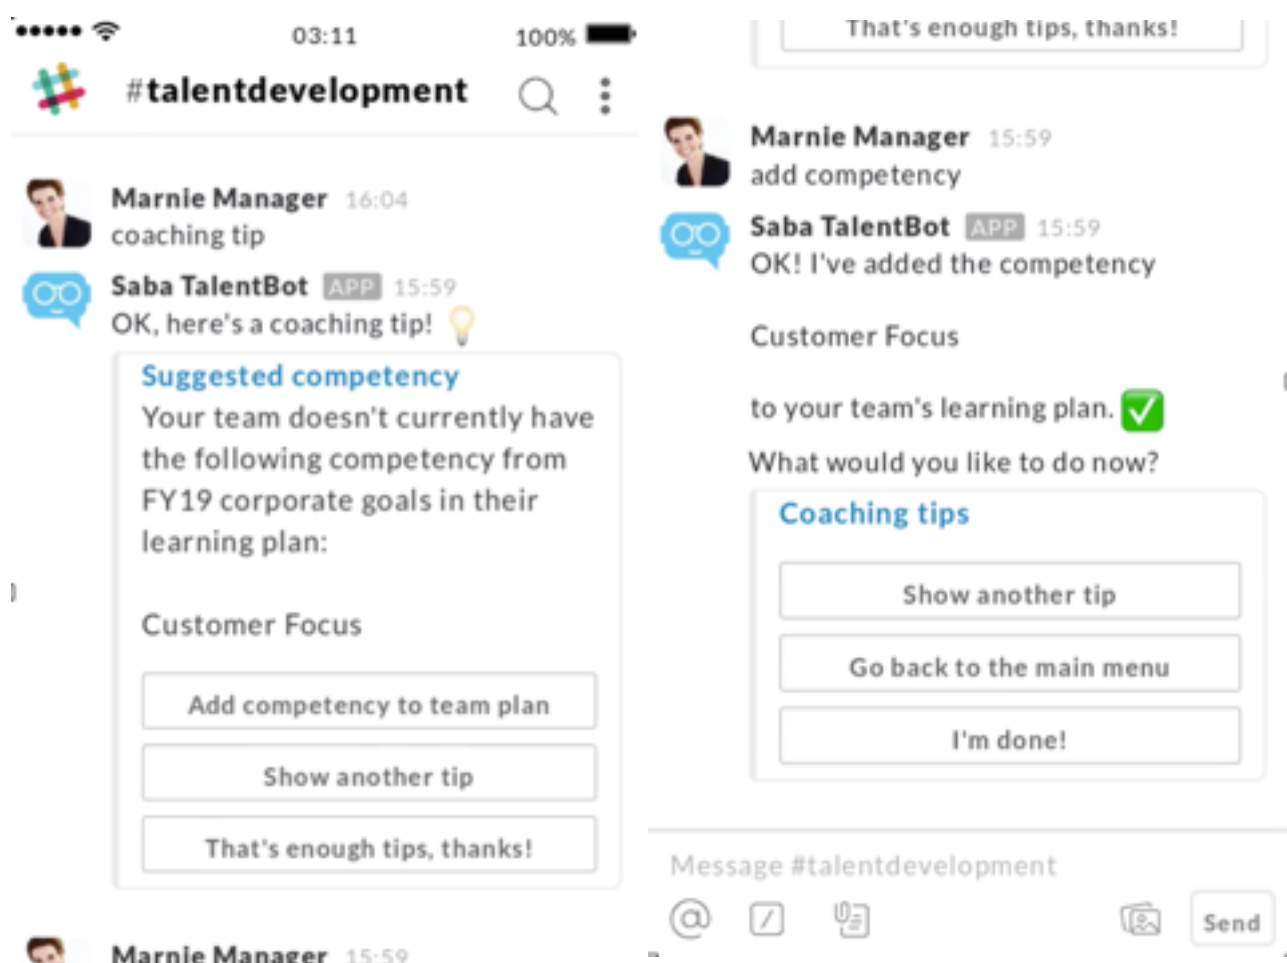 03:11
100%
#talentdevelopment
Marnie Manager 16:04
coaching tip
Saba TalentBot APP 15:59
OK, here's a coaching tip!
Suggested competency
Your team doesn't currently have
the following competency from
FY19 corporate goals in their
learning plan:
Customer Focus
Add competency to team plan
Show another tip
That's enough tips, thanks!
Marnie Manager 15:59
That's enough tips, thanks!
Marnie Manager 15:59
add competency
Saba TalentBot APP 15:59
OK! I've added the competency
Customer Focus
to your team's learning plan.
What would you like to do now?
Coaching tips
Show another tip
Go back to the main menu
I'm done!
Message #talentdevelopment
Send